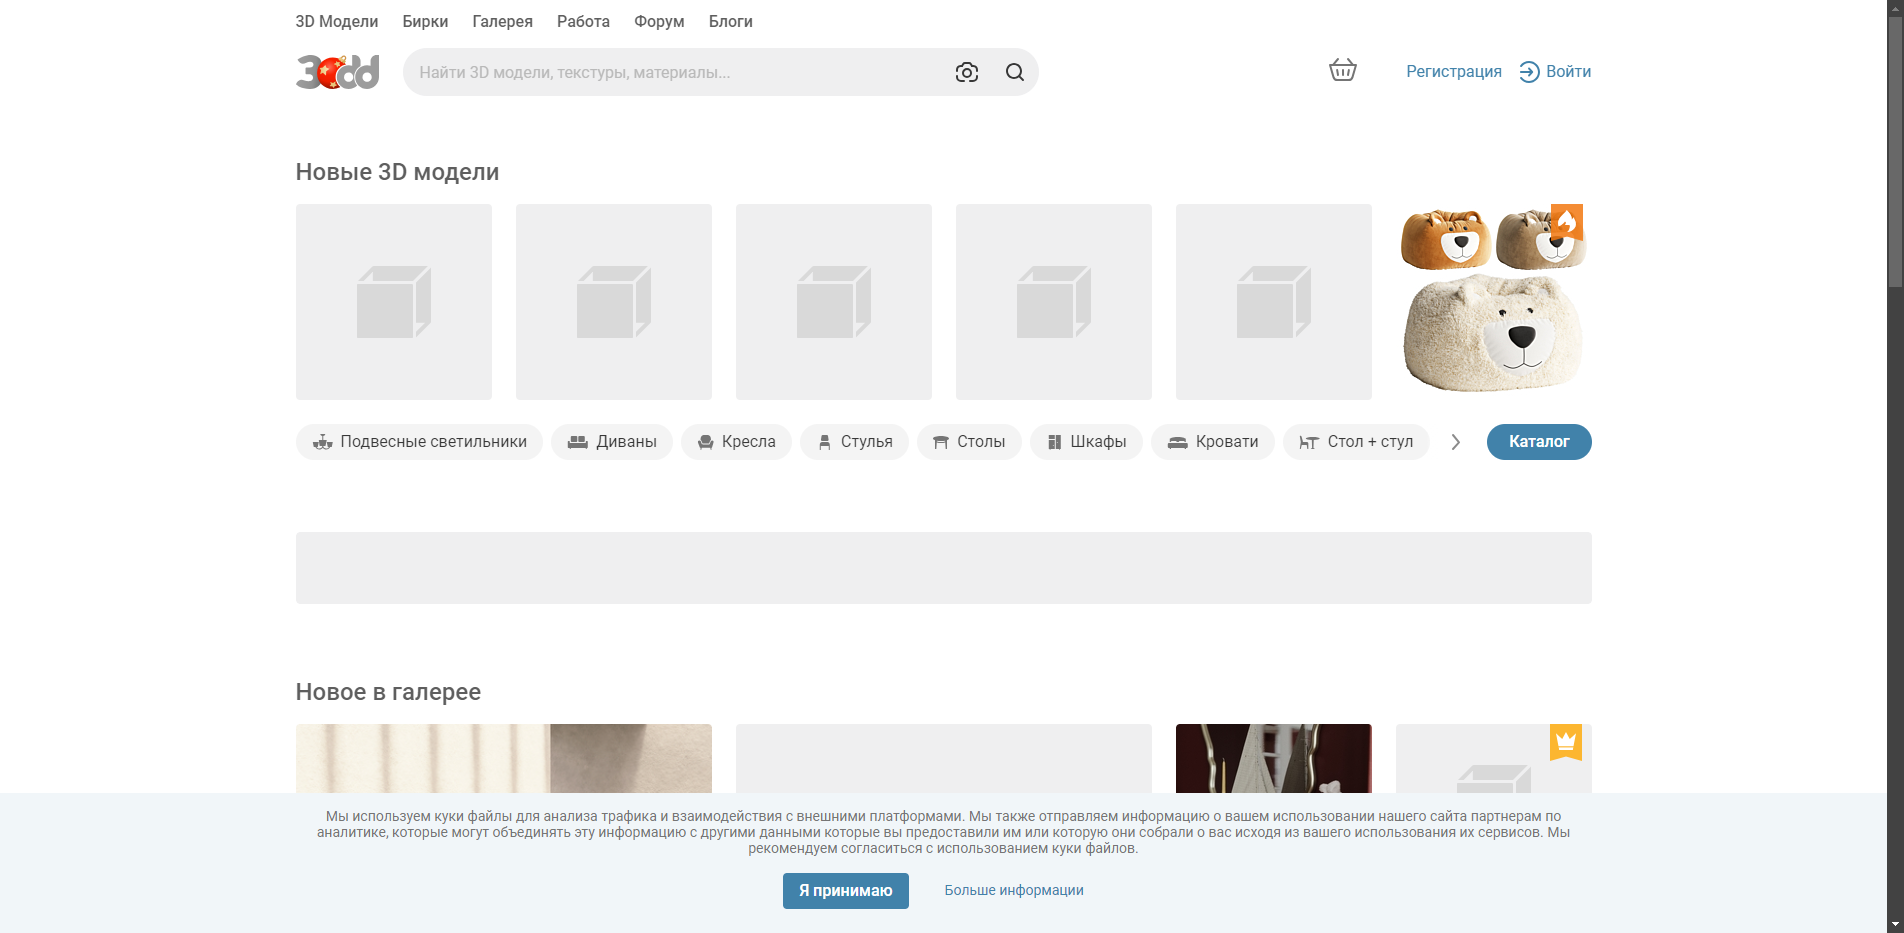 3D Модели Бирки Галерея Работа Форум Блоги
3dd
Найти 3D модели, текстуры, материалы...
Регистрация Войти
Новые 3D модели
Подвесные светильники Диваны Кресла Стулья Столы Шкафы Кровати Стол + стул Каталог
Новое в галерее
Мы используем куки файлы для анализа трафика и взаимодействия с внешними платформами. Мы также отправляем информацию о вашем использовании нашего сайта партнерам по
аналитике, которые могут объединять эту информацию с другими данными которые вы предоставили им или которую они собрали о вас исходя из вашего использования их сервисов. Мы
рекомендуем согласиться с использованием куки файлов.
Я принимаю Больше информации